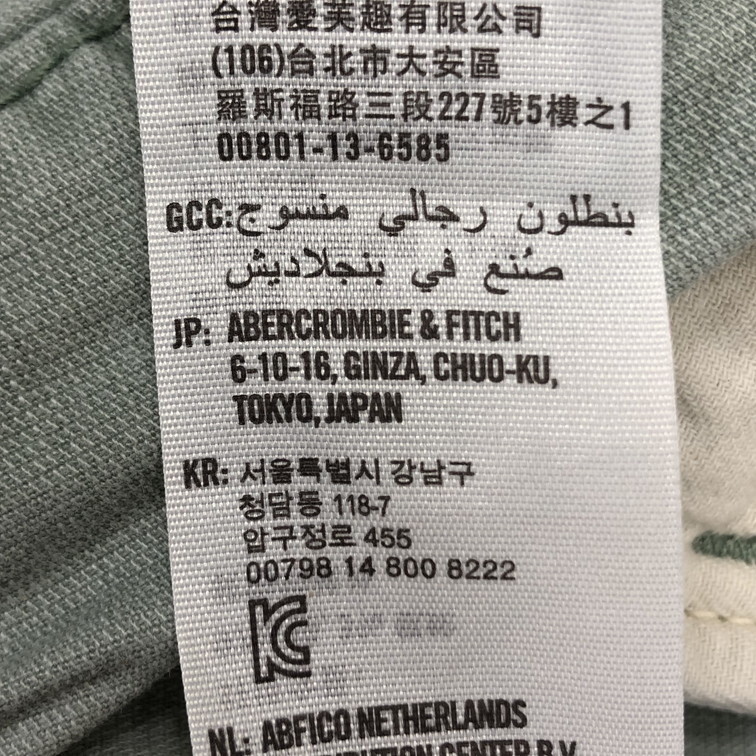 台灣愛芙趣有限公司
(106)台北市大安區
羅斯福路三段227號5樓之1
00801-13-6585
GCC: بنطلون رجالي منسوج
صُنع في بنجلاديش
JP: ABERCROMBIE & FITCH
6-10-16, GINZA, CHUO-KU,
TOKYO, JAPAN
KR: 서울특별시 강남구
청담동 118-7
압구정로 455
00798 14 800 8222
KC
NL: ABFICO NETHERLANDS
CENTER B.V.